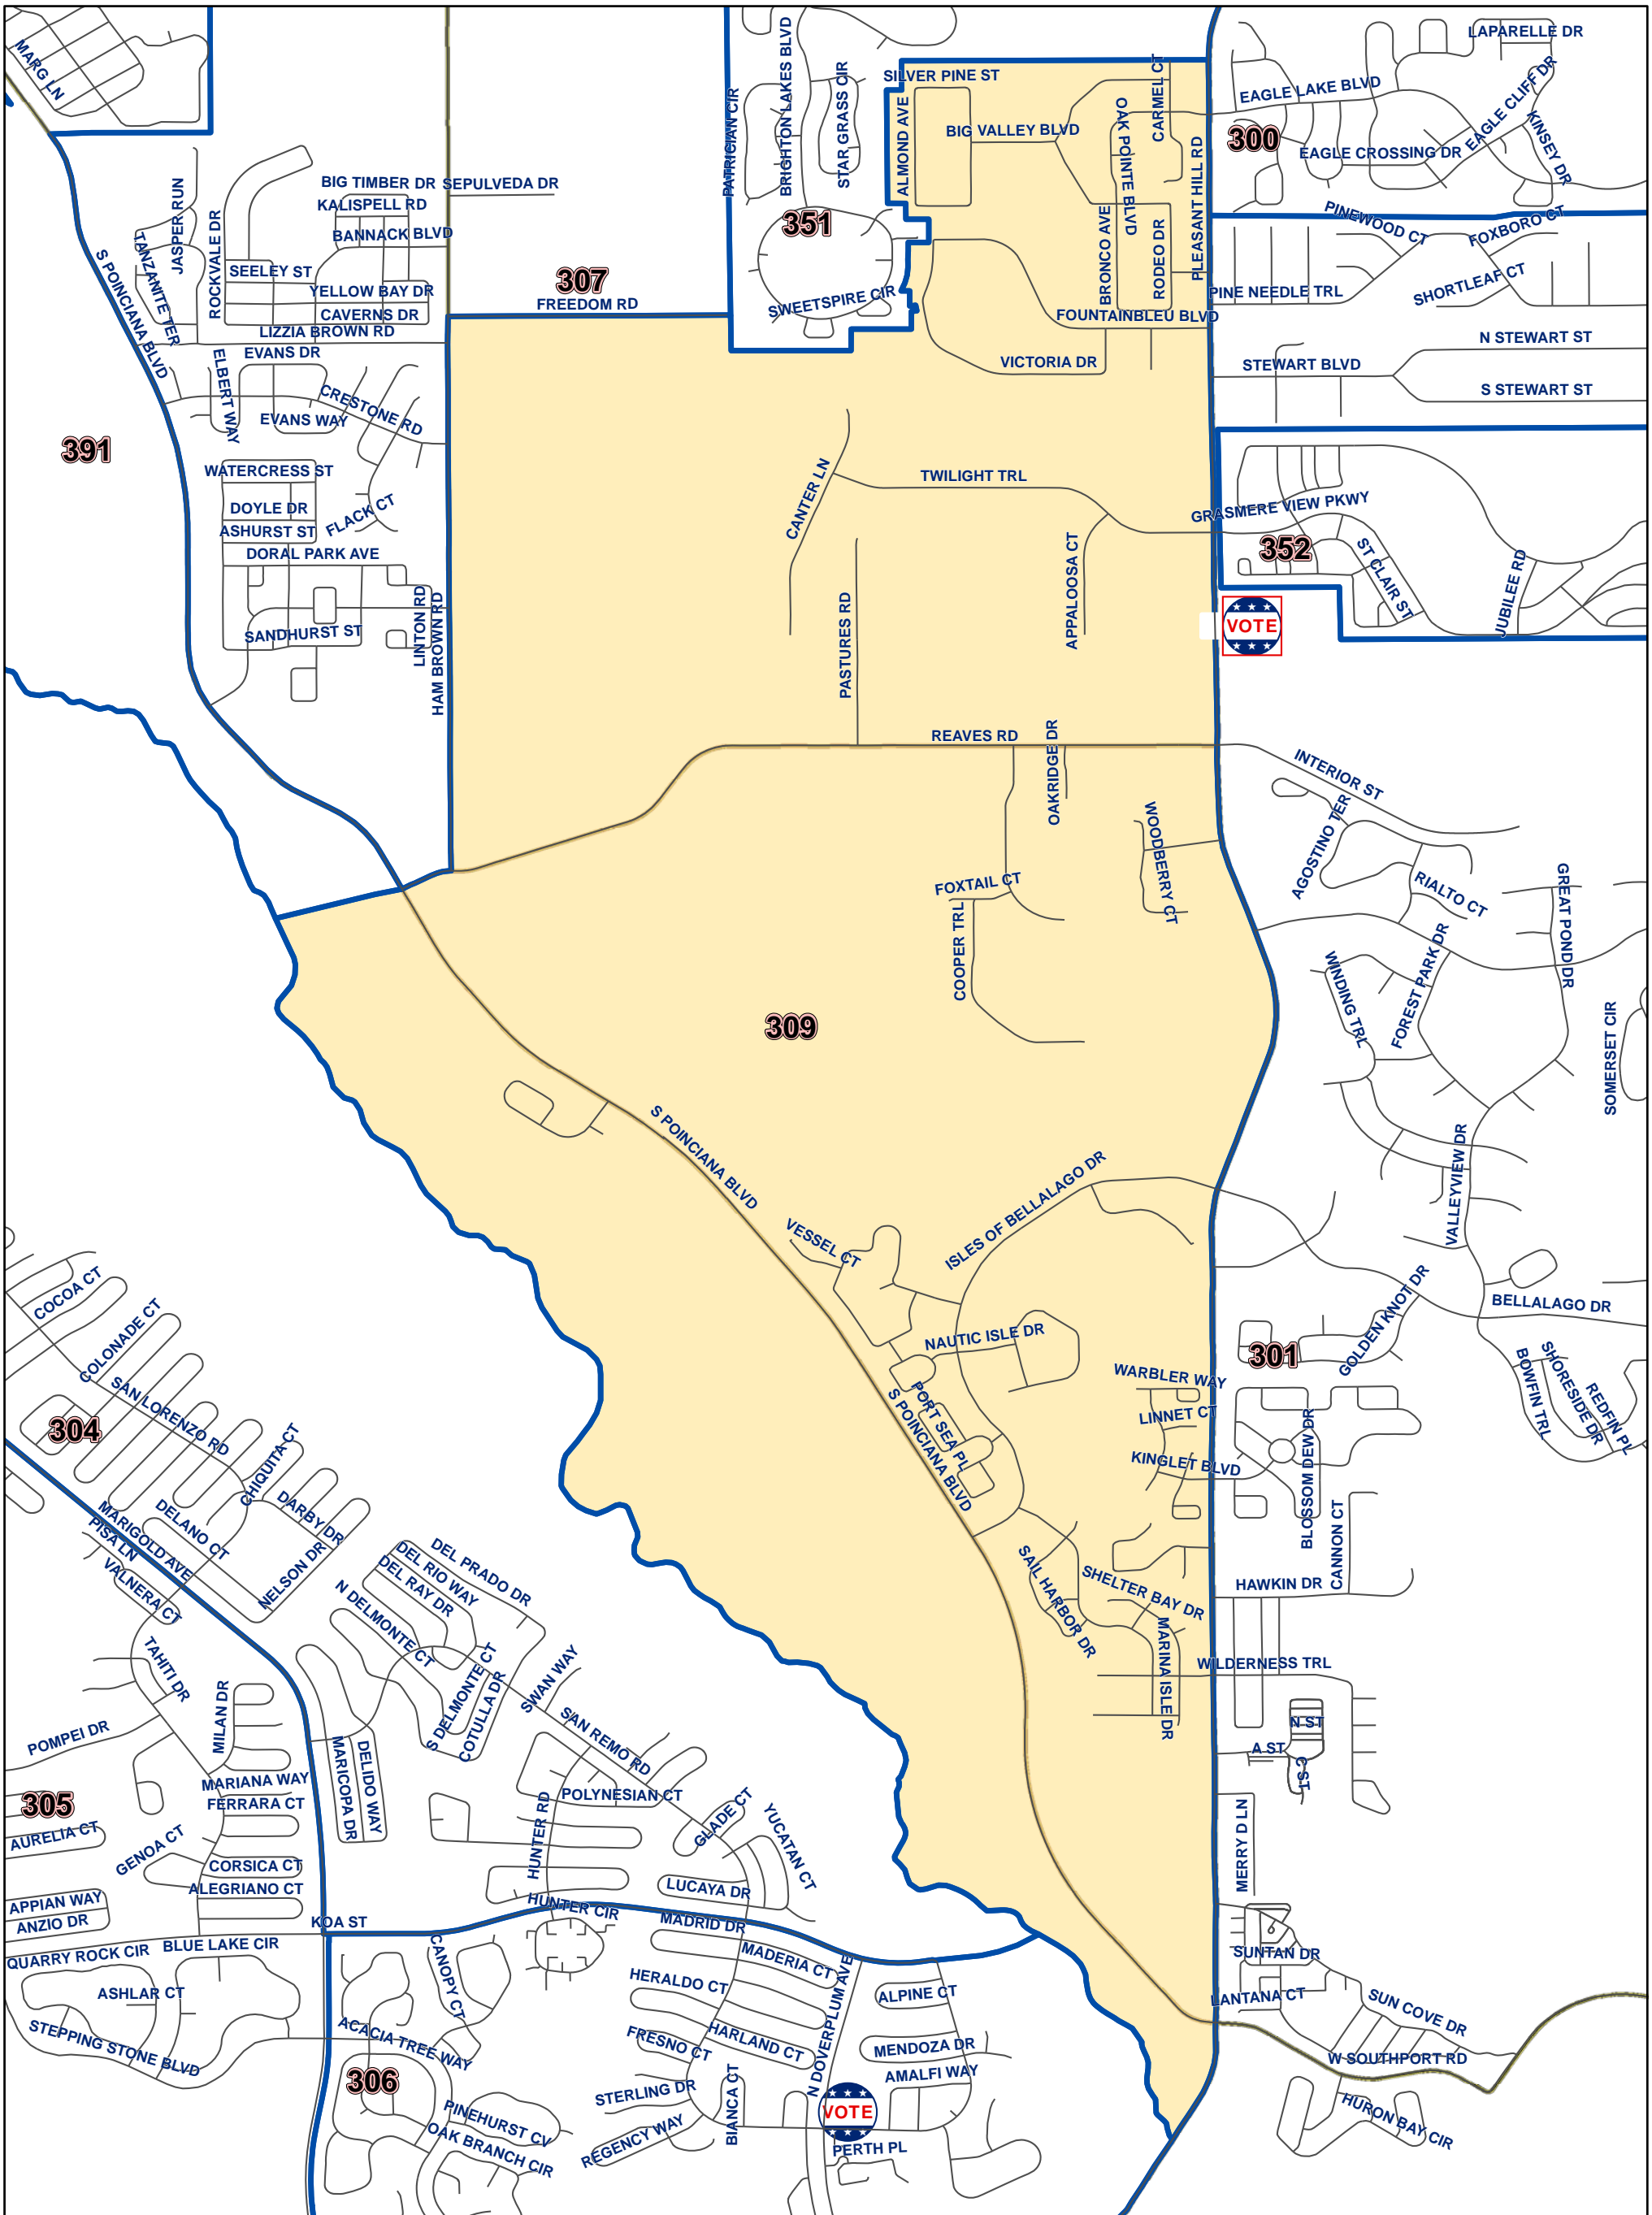 MARG LN
LAPARELLE DR
EAGLE LAKE BLVD
EAGLE CLIFF DR
KINSEY DR
300
EAGLE CROSSING DR
PINEWOOD CT
FOXBORO CT
SHORTLEAF CT
PINE NEEDLE TRL
N STEWART ST
STEWART BLVD
S STEWART ST
PATRICIAN CIR
BRIGHTON LAKES BLVD
STAR GRASS CIR
351
SWEETSPIRE CIR
SILVER PINE ST
ALMOND AVE
BIG VALLEY BLVD
OAK POINTE BLVD
CARMEL CT
PLEASANT HILL RD
BRONCO AVE
RODEO DR
FOUNTAINBLEU BLVD
VICTORIA DR
BIG TIMBER DR
SEPULVEDA DR
KALISPELL RD
BANNACK BLVD
JASPER RUN
TANZANITE TER
ROCKVALE DR
SEELEY ST
YELLOW BAY DR
CAVERNS DR
LIZZIA BROWN RD
S POINCIANA BLVD
307
FREEDOM RD
EVANS DR
ELBERT WAY
CRESTONE RD
EVANS WAY
391
WATERCRESS ST
DOYLE DR
FLACK CT
ASHURST ST
DORAL PARK AVE
SANDHURST ST
LINTON RD
HAM BROWN RD
CANTER LN
TWILIGHT TRL
GRASMERE VIEW PKWY
352
ST CLAIR ST
JUBILEE RD
APPALOOSA CT
PASTURES RD
VOTE
REAVES RD
OAKRIDGE DR
INTERIOR ST
AGOSTINO TER
RIALTO CT
GREAT POND DR
WOODBERRY CT
FOXTAIL CT
COOPER TRL
WINDING TRL
FOREST PARK DR
SOMERSET CIR
309
S POINCIANA BLVD
VALLEYVIEW DR
ISLES OF BELLALAGO DR
VESSEL CT
BELLALAGO DR
GOLDEN KNOT DR
NAUTIC ISLE DR
301
SHORESIDE DR
BOWFIN TRL
REDFIN PL
WARBLER WAY
LINNET CT
KINGLET BLVD
PORT SEA PL
S POINCIANA BLVD
BLOSSOM DEW DR
CANNON CT
HAWKIN DR
SAIL HARBOR DR
SHELTER BAY DR
MARINA ISLE DR
WILDERNESS TRL
N ST
A ST
C ST
MERRY D LN
COCOA CT
COLONADE CT
SAN LORENZO RD
304
CHIQUITA CT
DARBY DR
DELANO CT
MARIGOLD AVE
PISA LN
VALNERA CT
NELSON DR
DEL PRADO DR
DEL RIO WAY
DEL RAY DR
N DELMONTE CT
S DELMONTE CT
COTULLA DR
SWAN WAY
SAN REMO RD
TAHITI DR
MILAN DR
POMPEI DR
MARICOPA DR
DELIDO WAY
MARIANA WAY
FERRARA CT
305
AURELIA CT
GENOA CT
CORSICA CT
ALEGRIANO CT
APPIAN WAY
ANZIO DR
POLYNESIAN CT
HUNTER RD
GLADE CT
YUCATAN CT
LUCAYA DR
HUNTER CIR
KOA ST
MADRID DR
QUARRY ROCK CIR
BLUE LAKE CIR
ASHLAR CT
STEPPING STONE BLVD
CANOPY CT
ACACIA TREE WAY
306
PINEHURST CV
OAK BRANCH CIR
MADERIA CT
HERALDO CT
HARLAND CT
FRESNO CT
STERLING DR
REGENCY WAY
BIANCA CT
N DOVERPLUM AVE
ALPINE CT
MENDOZA DR
AMALFI WAY
VOTE
PERTH PL
SUNTAN DR
LANTANA CT
SUN COVE DR
W SOUTHPORT RD
HURON BAY CIR